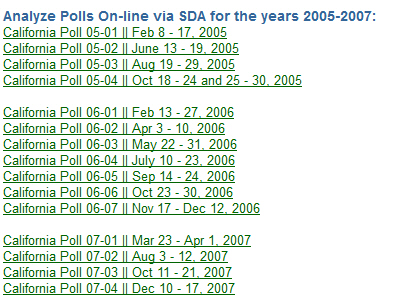 Analyze Polls On-line via SDA for the years 2005-2007:
California Poll 05-01 || Feb 8 - 17, 2005
California Poll 05-02 || June 13 - 19, 2005
California Poll 05-03 || Aug 19 - 29, 2005
California Poll 05-04 || Oct 18 - 24 and 25 - 30, 2005
California Poll 06-01 || Feb 13 - 27, 2006
California Poll 06-02 || Apr 3 - 10, 2006
California Poll 06-03 || May 22 - 31, 2006
California Poll 06-04 || July 10 - 23, 2006
California Poll 06-05 || Sep 14 - 24, 2006
California Poll 06-06 || Oct 23 - 30, 2006
California Poll 06-07 || Nov 17 - Dec 12, 2006
California Poll 07-01 || Mar 23 - Apr 1, 2007
California Poll 07-02 || Aug 3 - 12, 2007
California Poll 07-03 || Oct 11 - 21, 2007
California Poll 07-04 || Dec 10 - 17, 2007